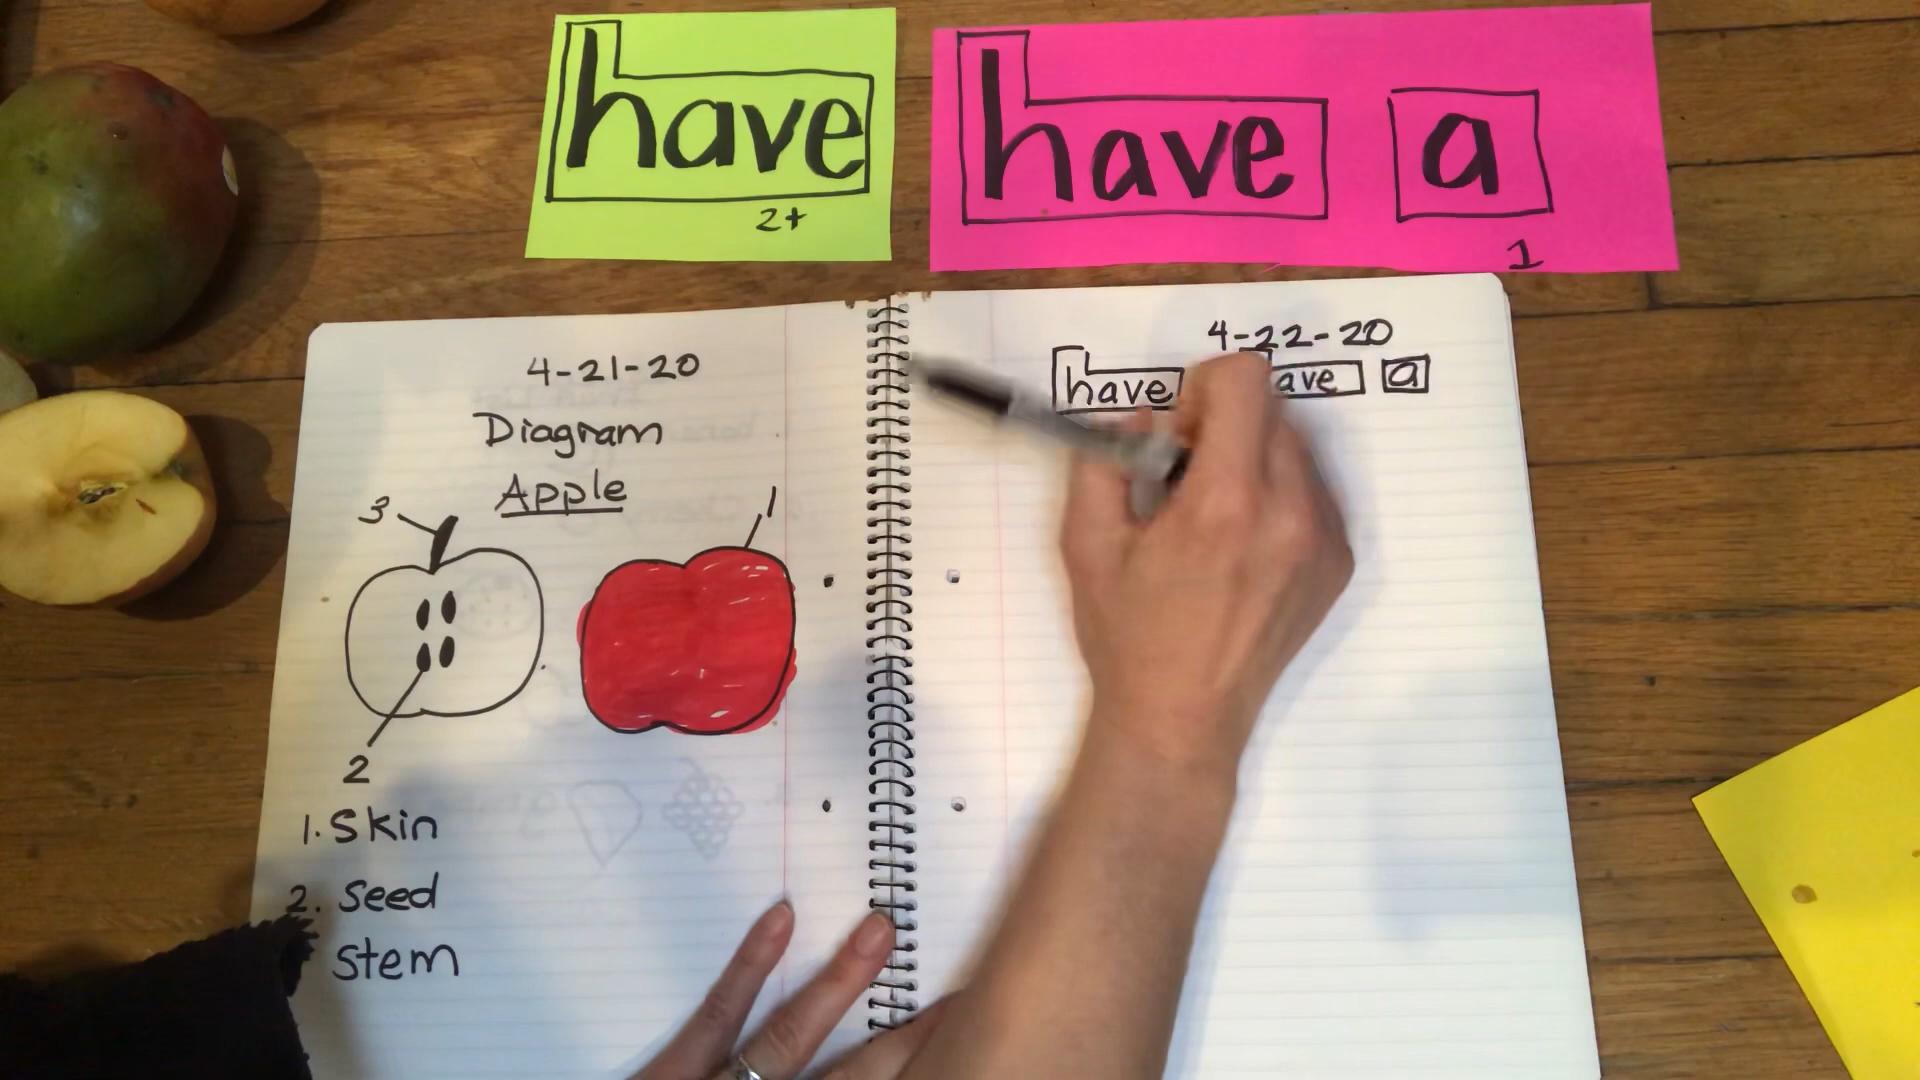 have
2+
have a
1
4-21-20
Diagram
Apple
3
1
2
1. Skin
2. seed
stem
4-22-20
have ave a